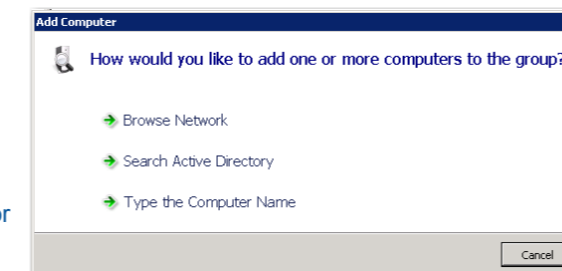 Add Computer
How would you like to add one or more computers to the group?
Browse Network
Search Active Directory
Type the Computer Name
or
Cancel